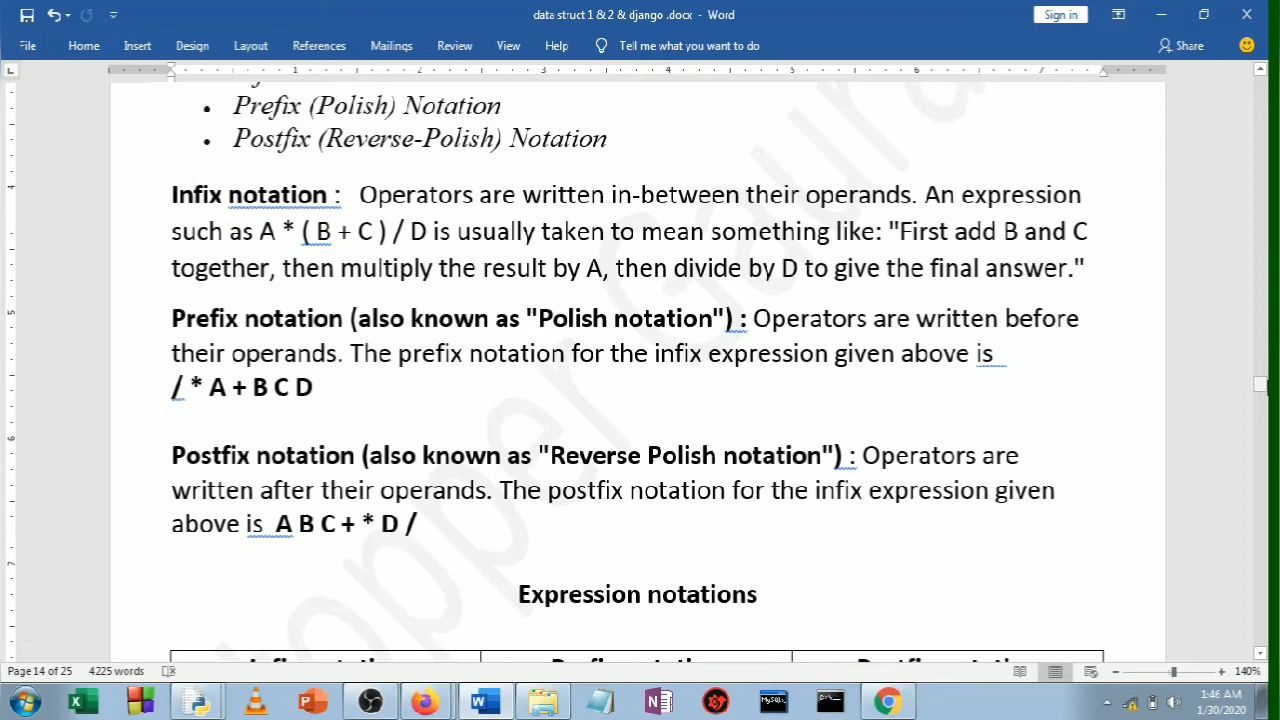 data struct 1 & 2 & django .docx - Word
Sign in
File Home Insert Design Layout References Mailings Review View Help Tell me what you want to do Share
1 2 3 4 5 6 7
• Prefix (Polish) Notation
• Postfix (Reverse-Polish) Notation
Infix notation : Operators are written in-between their operands. An expression
such as A * ( B + C ) / D is usually taken to mean something like: "First add B and C
together, then multiply the result by A, then divide by D to give the final answer."
Prefix notation (also known as "Polish notation") : Operators are written before
their operands. The prefix notation for the infix expression given above is
/ * A + B C D
Postfix notation (also known as "Reverse Polish notation") : Operators are
written after their operands. The postfix notation for the infix expression given
above is A B C + * D /
Expression notations
Page 14 of 25 4225 words 140%
1:46 AM
1/30/2020